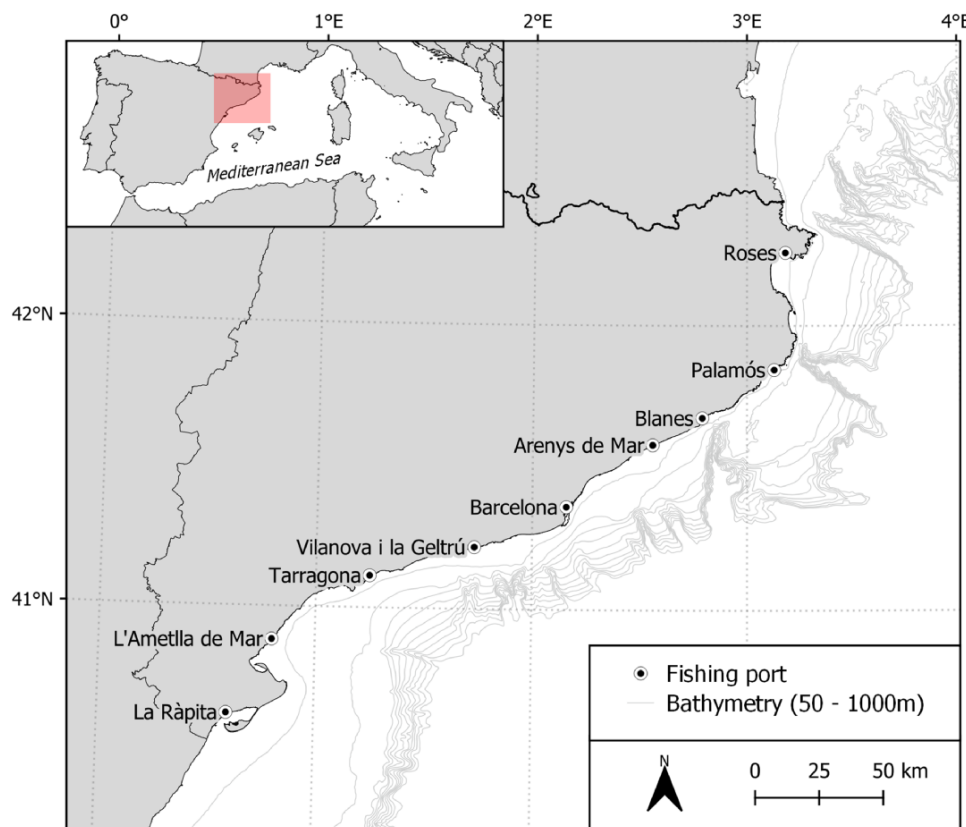 0° 1°E 2°E 3°E 4°E
Mediterranean Sea
Roses
42°N
Palamós
Blanes
Arenys de Mar
Barcelona
Vilanova i la Geltrú
Tarragona
41°N
L'Ametlla de Mar
La Ràpita
Fishing port
Bathymetry (50 - 1000m)
N
0 25 50 km